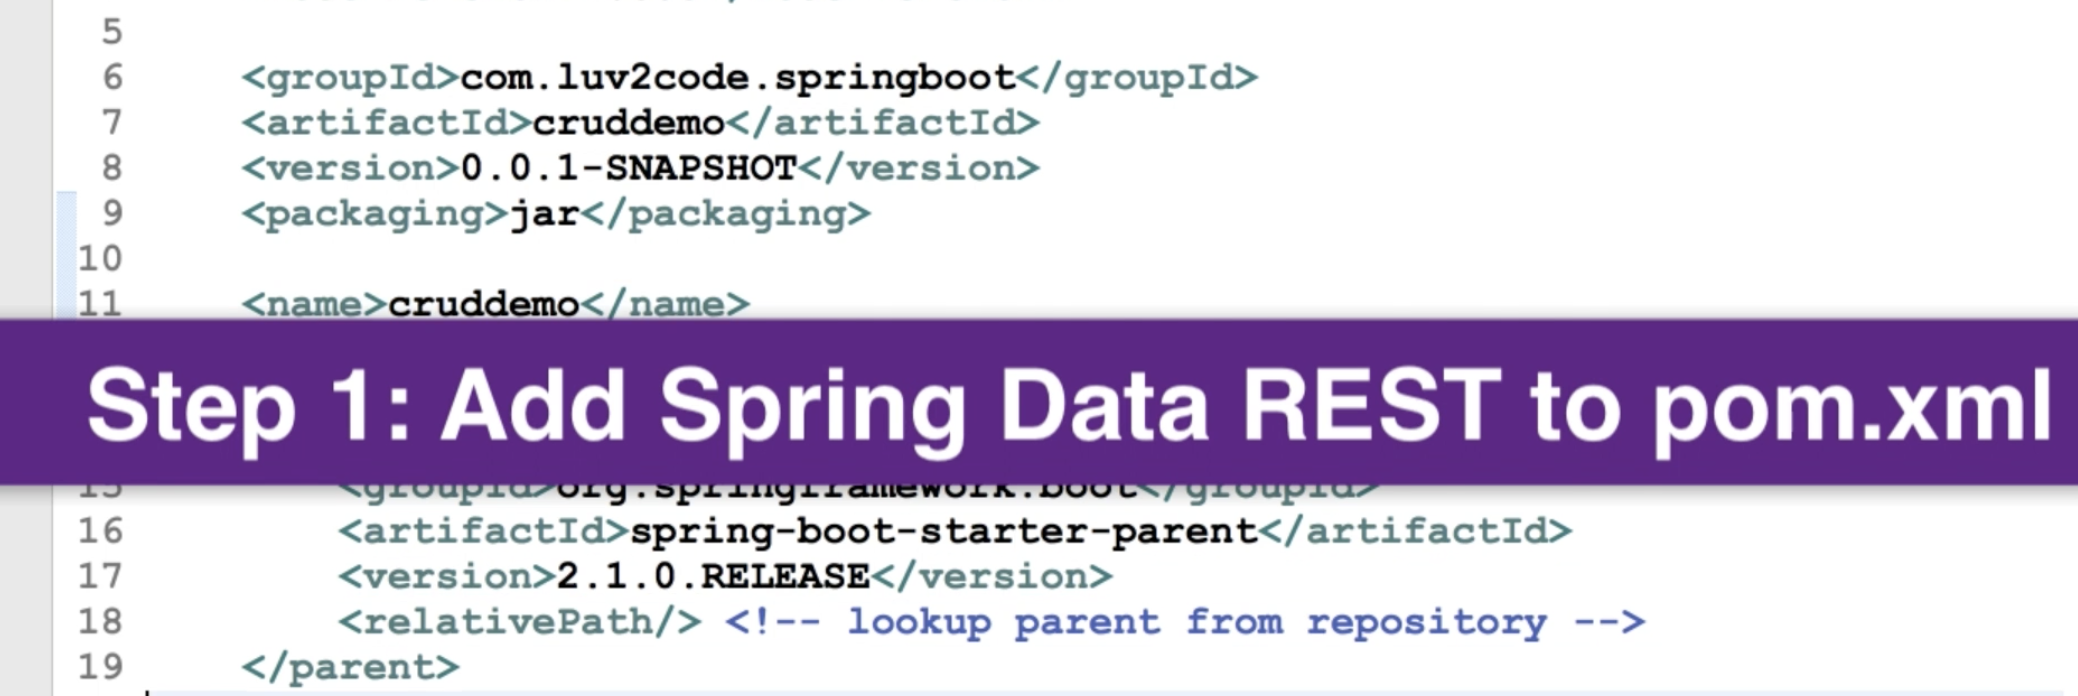 5
6 <groupId>com.luv2code.springboot</groupId>
7 <artifactId>cruddemo</artifactId>
8 <version>0.0.1-SNAPSHOT</version>
9 <packaging>jar</packaging>
10
11 <name>cruddemo</name>
Step 1: Add Spring Data REST to pom.xml
15 <groupId>org.springframework.boot</groupId>
16 <artifactId>spring-boot-starter-parent</artifactId>
17 <version>2.1.0.RELEASE</version>
18 <relativePath/> <!-- lookup parent from repository -->
19 </parent>